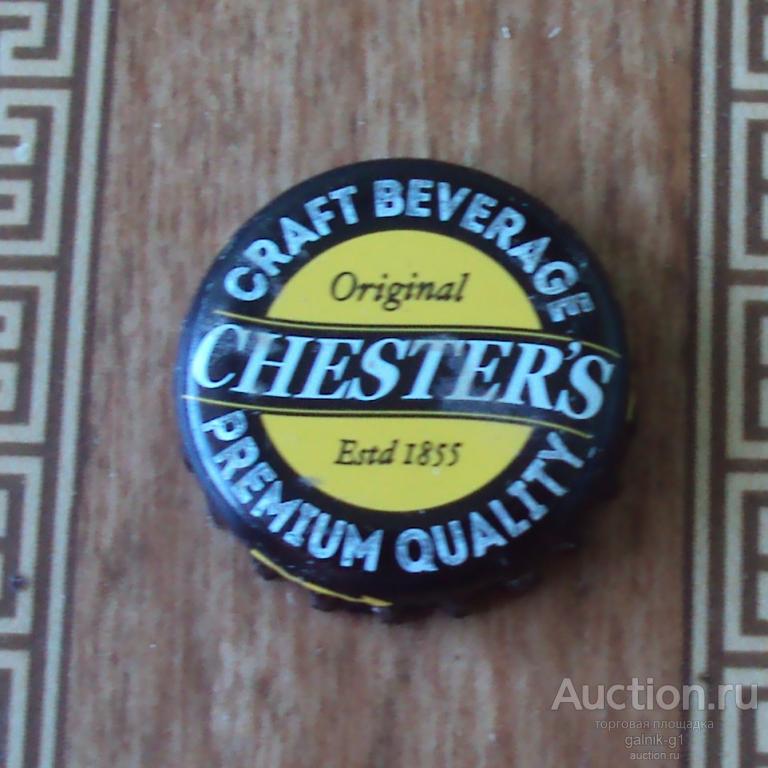 CRAFT BEVERAGE
Original
CHESTER'S
Estd 1855
PREMIUM QUALITY
Auction.ru
торговая площадка
galnik-g1
auction.ru